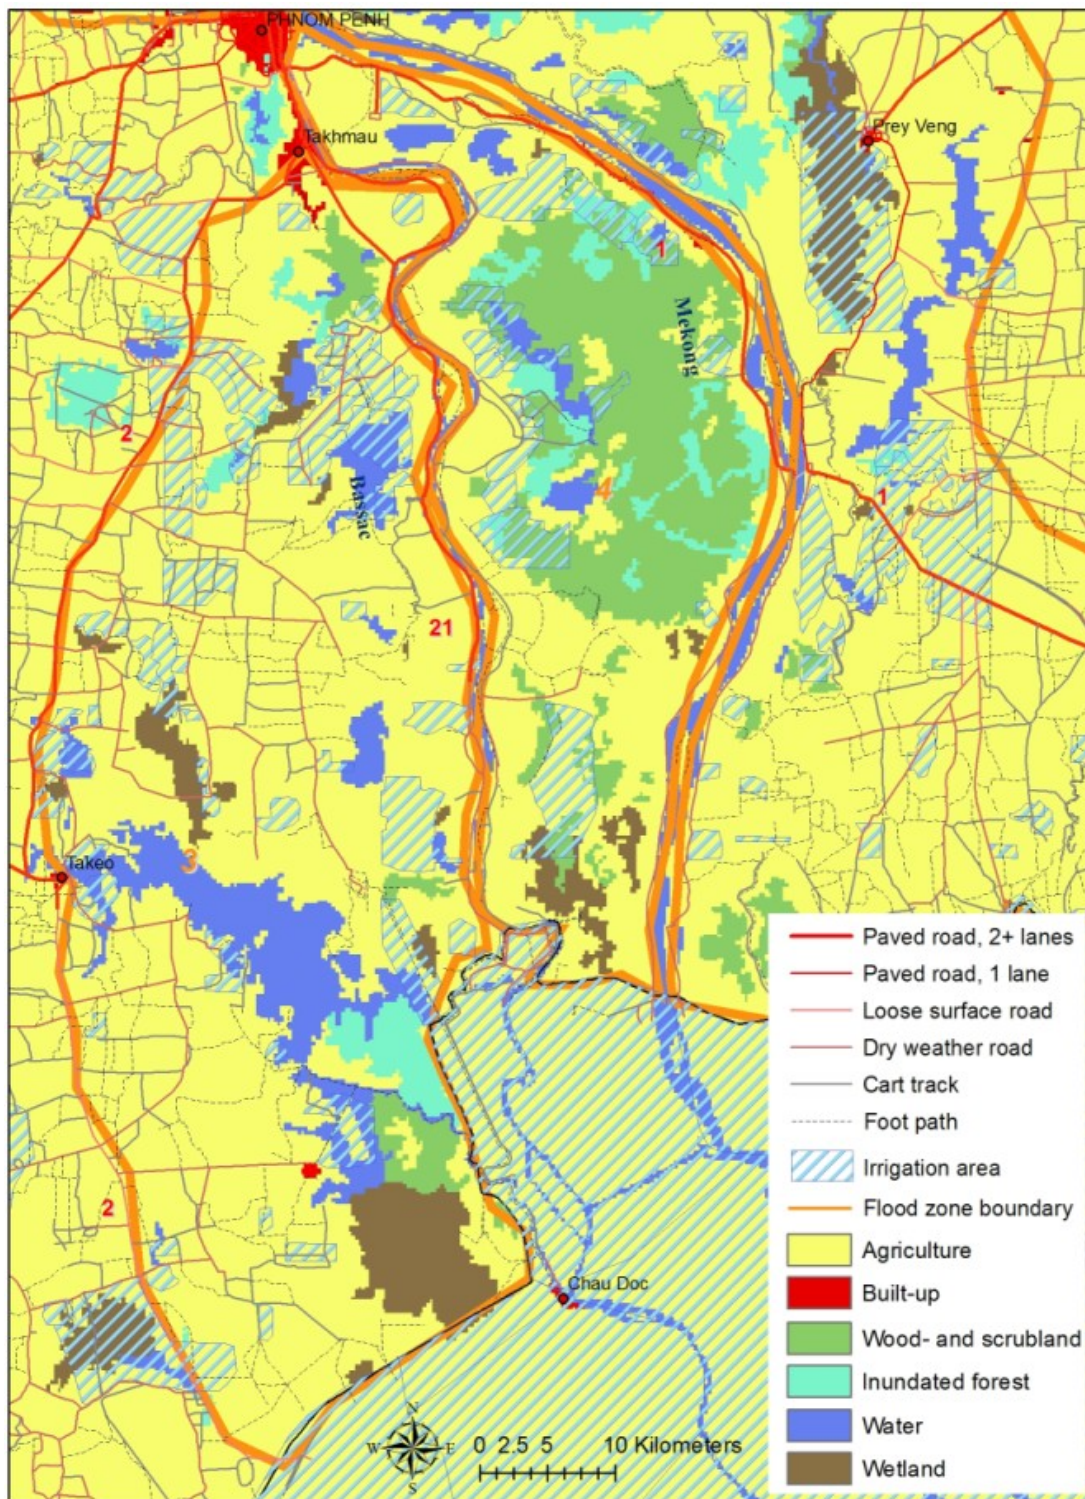 PHNOM PENH
Takhmau
Prey Veng
1
Mekong
2
4
Bassac
1
21
3
Takeo
2
Chau Doc
Paved road, 2+ lanes
Paved road, 1 lane
Loose surface road
Dry weather road
Cart track
Foot path
Irrigation area
Flood zone boundary
Agriculture
Built-up
Wood- and scrubland
Inundated forest
Water
Wetland
N
W E
S
0 2.5 5 10 Kilometers